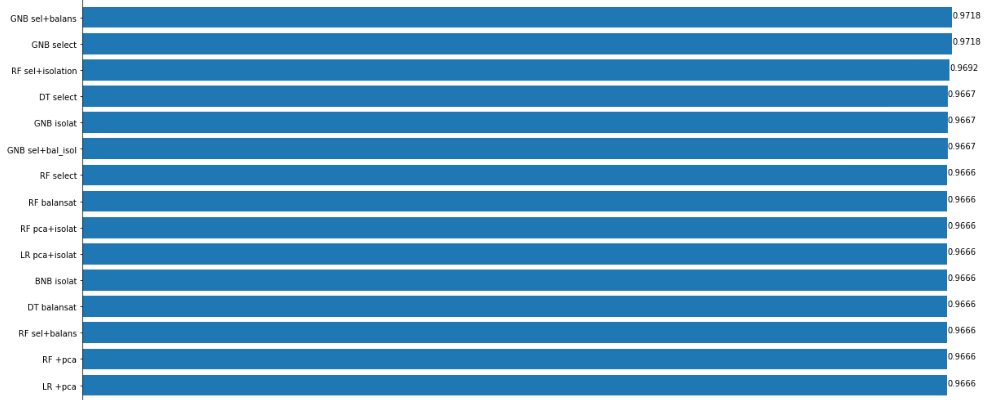 GNB sel+balans 0.9718
GNB select 0.9718
RF sel+isolation 0.9692
DT select 0.9667
GNB isolat 0.9667
GNB sel+bal_isol 0.9667
RF select 0.9666
RF balansat 0.9666
RF pca+isolat 0.9666
LR pca+isolat 0.9666
BNB isolat 0.9666
DT balansat 0.9666
RF sel+balans 0.9666
RF +pca 0.9666
LR +pca 0.9666